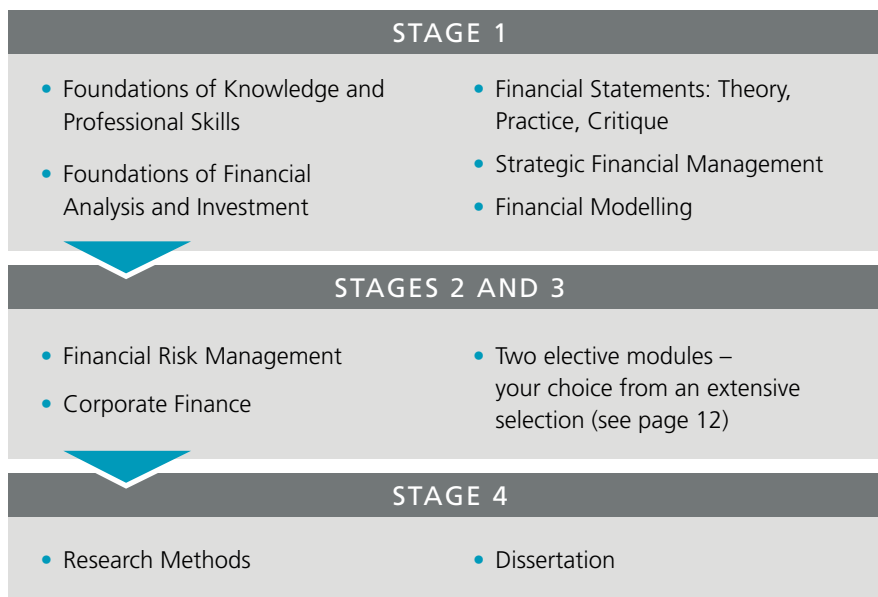 STAGE 1
• Foundations of Knowledge and
Professional Skills
• Foundations of Financial
Analysis and Investment
• Financial Statements: Theory,
Practice, Critique
• Strategic Financial Management
• Financial Modelling
STAGES 2 AND 3
• Financial Risk Management
• Corporate Finance
• Two elective modules –
your choice from an extensive
selection (see page 12)
STAGE 4
• Research Methods
• Dissertation